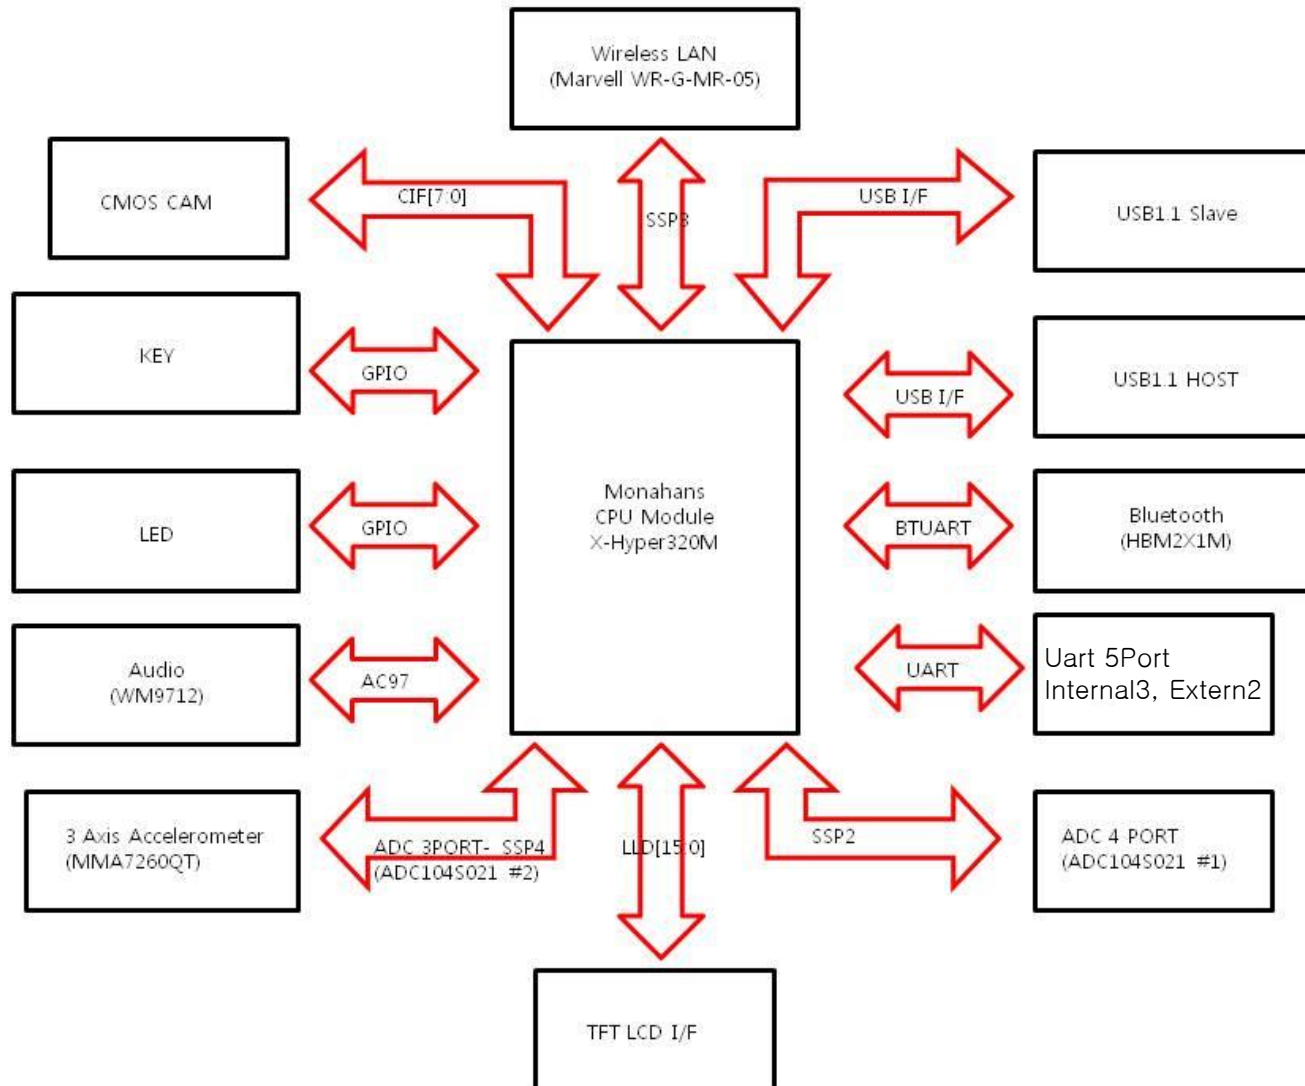 Wireless LAN
(Marvell WR-G-MR-05)
CMOS CAM
CIF[7:0]
SSP3
USB I/F
USB1.1 Slave
KEY
GPIO
USB I/F
USB1.1 HOST
LED
GPIO
Monahans
CPU Module
X-Hyper320M
BTUART
Bluetooth
(HBM2X1M)
Audio
(WM9712)
AC97
UART
Uart 5Port
Internal3, Extern2
3 Axis Accelerometer
(MMA7260QT)
ADC 3PORT- SSP4
(ADC104S021 #2)
LLD[15:0]
SSP2
ADC 4 PORT
(ADC104S021 #1)
TFT LCD I/F